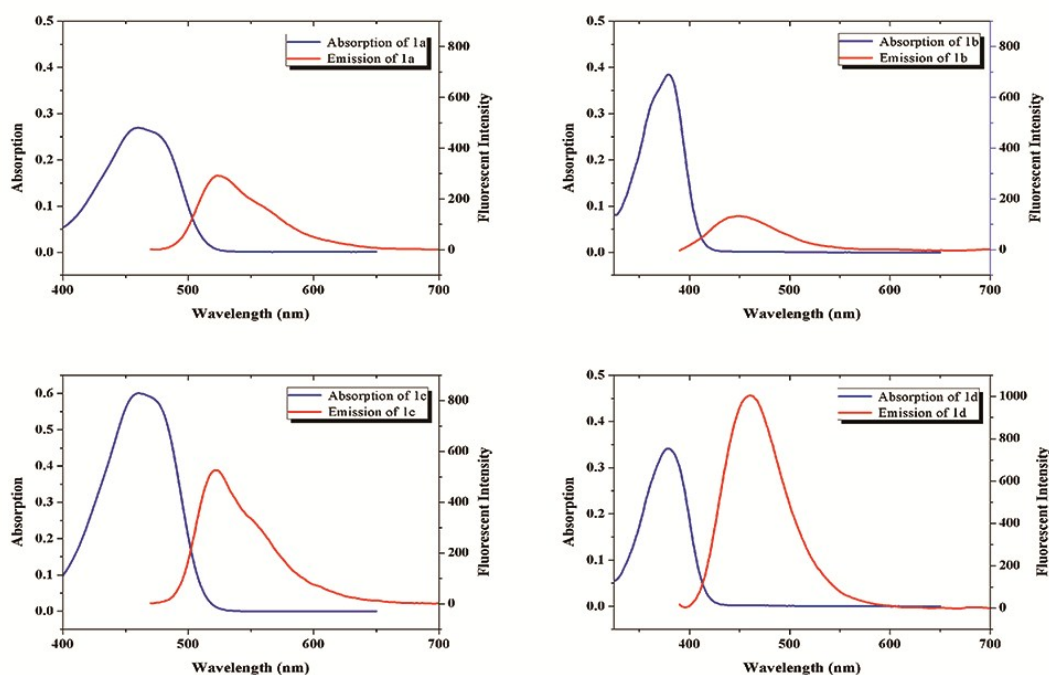 0.5
0.4
0.3
0.2
0.1
0.0
Absorption
Absorption of 1a
Emission of 1a
800
600
400
200
0
Fluorescent Intensity
400 500 600 700
Wavelength (nm)
0.5
0.4
0.3
0.2
0.1
0.0
Absorption
Absorption of 1b
Emission of 1b
800
600
400
200
0
Fluorescent Intensity
400 500 600 700
Wavelength (nm)
0.6
0.5
0.4
0.3
0.2
0.1
0.0
Absorption
Absorption of 1c
Emission of 1c
800
600
400
200
0
Fluorescent Intensity
400 500 600 700
Wavelength (nm)
0.5
0.4
0.3
0.2
0.1
0.0
Absorption
Absorption of 1d
Emission of 1d
1000
800
600
400
200
0
Fluorescent Intensity
400 500 600 700
Wavelength (nm)